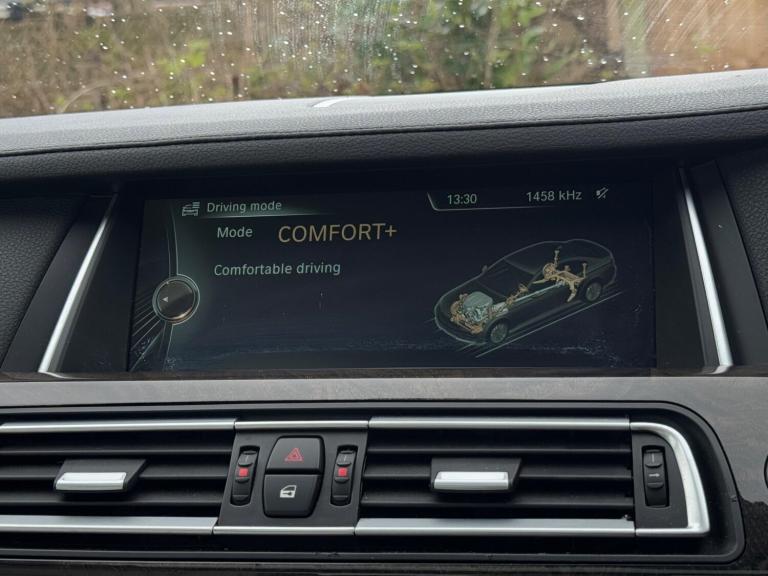 Driving mode
13:30 1458 kHz
Mode COMFORT+
Comfortable driving